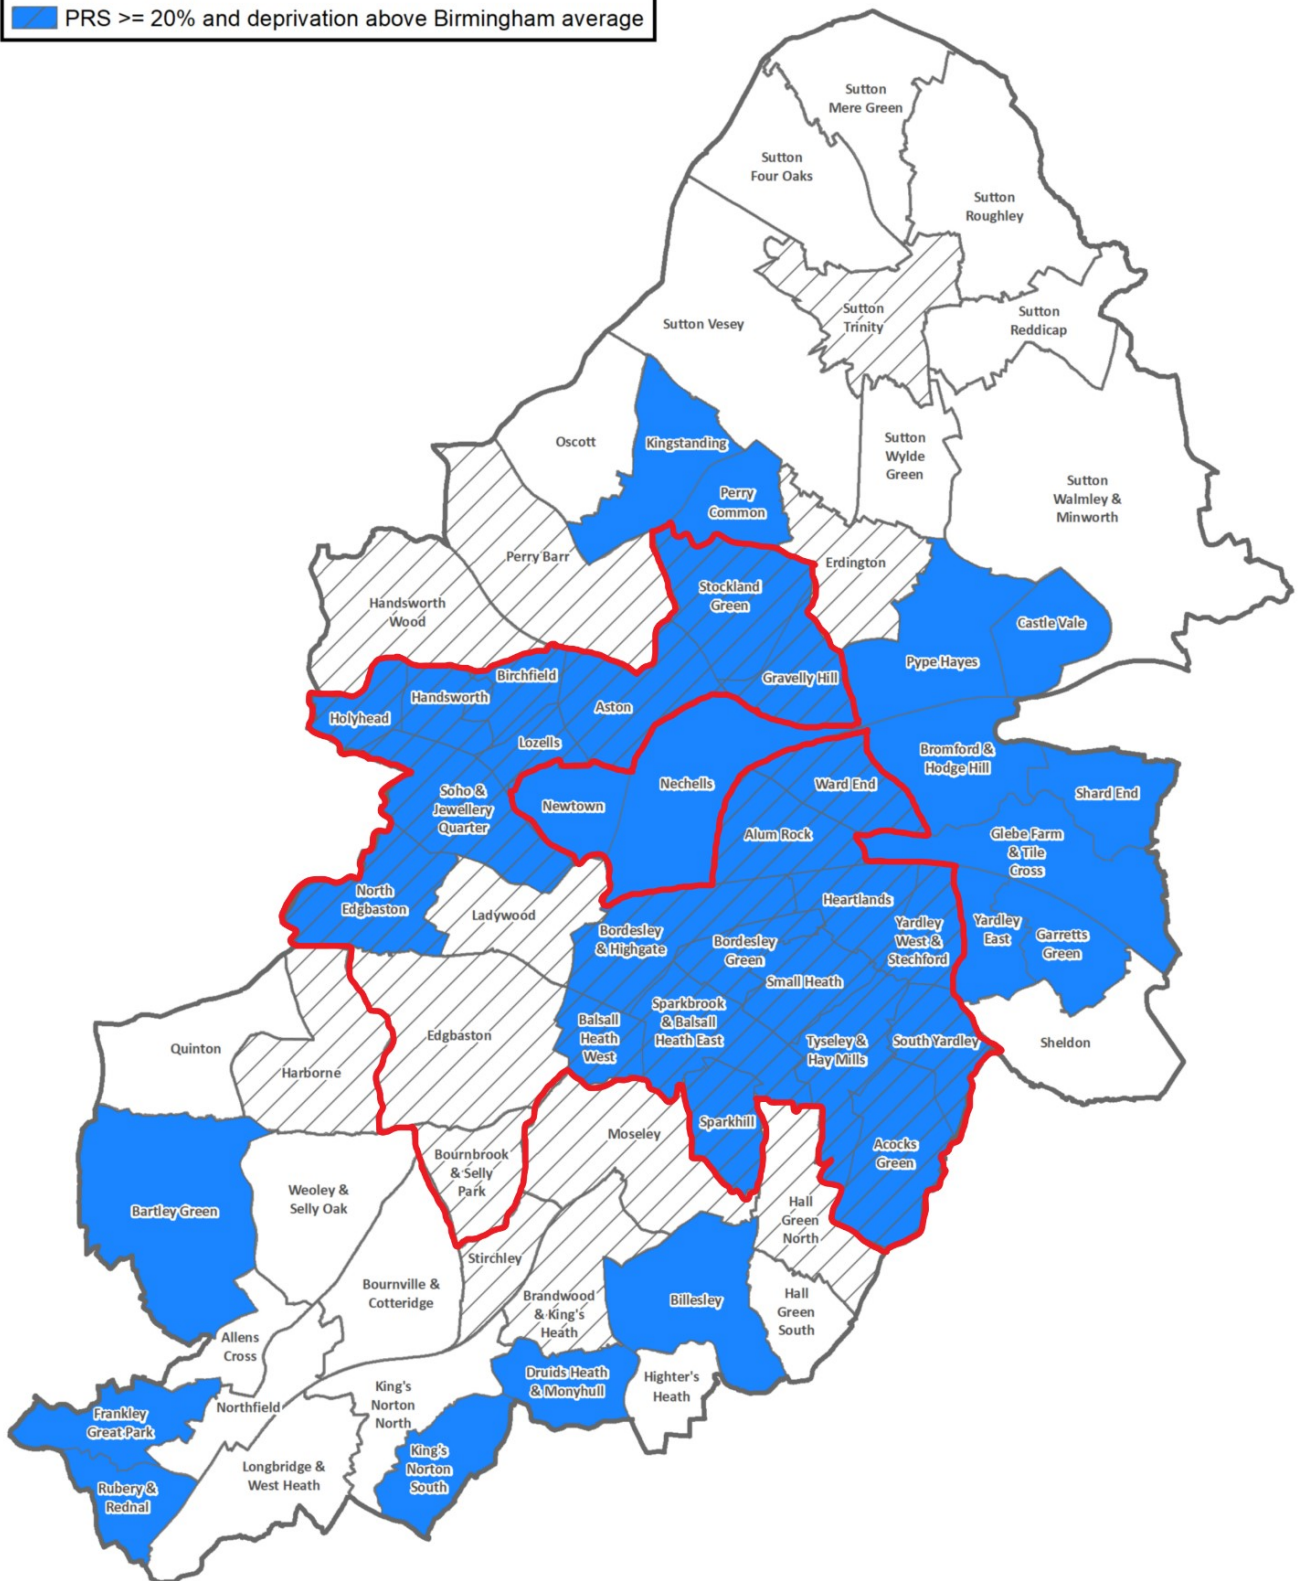 PRS >= 20% and deprivation above Birmingham average
Sutton
Mere Green
Sutton
Four Oaks
Sutton
Roughley
Sutton Vesey
Sutton
Trinity
Sutton
Reddicap
Oscott
Kingstanding
Sutton
Wylde
Green
Perry
Common
Sutton
Walmley &
Minworth
Perry Barr
Erdington
Handsworth
Wood
Stockland
Green
Castle Vale
Pype Hayes
Birchfield
Gravelly Hill
Handsworth
Aston
Holyhead
Lozells
Bromford &
Hodge Hill
Soho &
Jewellery
Quarter
Newtown
Nechells
Ward End
Shard End
Alum Rock
Glebe Farm
& Tile
Cross
North
Edgbaston
Ladywood
Heartlands
Bordesley
& Highgate
Bordesley
Green
Yardley
West &
Stechford
Yardley
East
Garretts
Green
Small Heath
Sparkbrook
& Balsall
Heath East
Balsall
Heath
West
Edgbaston
Tyseley &
Hay Mills
South Yardley
Sheldon
Quinton
Harborne
Sparkhill
Moseley
Acocks
Green
Bournbrook
& Selly
Park
Weoley &
Selly Oak
Bartley Green
Hall
Green
North
Stirchley
Bournville &
Cotteridge
Brandwood
& King's
Heath
Billesley
Hall
Green
South
Allens
Cross
Druids Heath
& Monyhull
Highter's
Heath
King's
Norton
North
Northfield
Frankley
Great Park
King's
Norton
South
Longbridge &
West Heath
Rubery &
Rednal